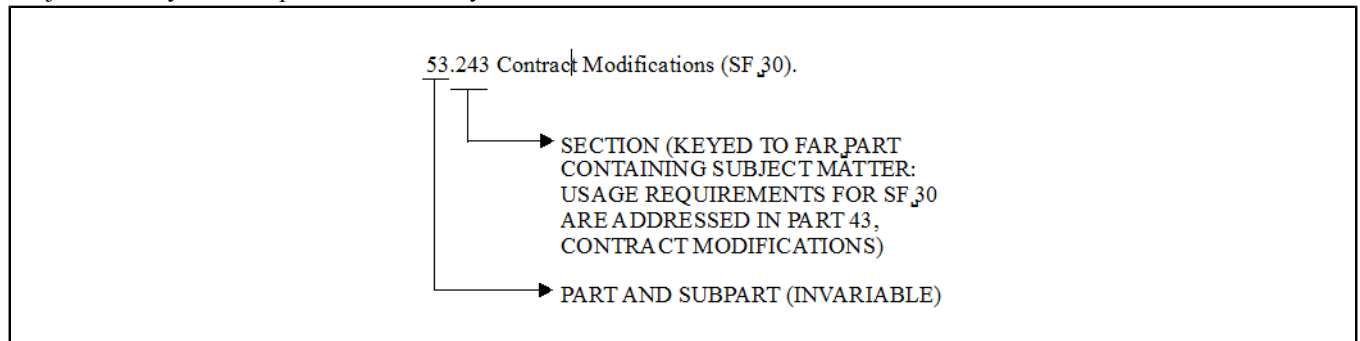 53.243 Contract Modifications (SF 30).
SECTION (KEYED TO FAR PART
CONTAINING SUBJECT MATTER:
USAGE REQUIREMENTS FOR SF 30
ARE ADDRESSED IN PART 43,
CONTRACT MODIFICATIONS)
PART AND SUBPART (INVARIABLE)